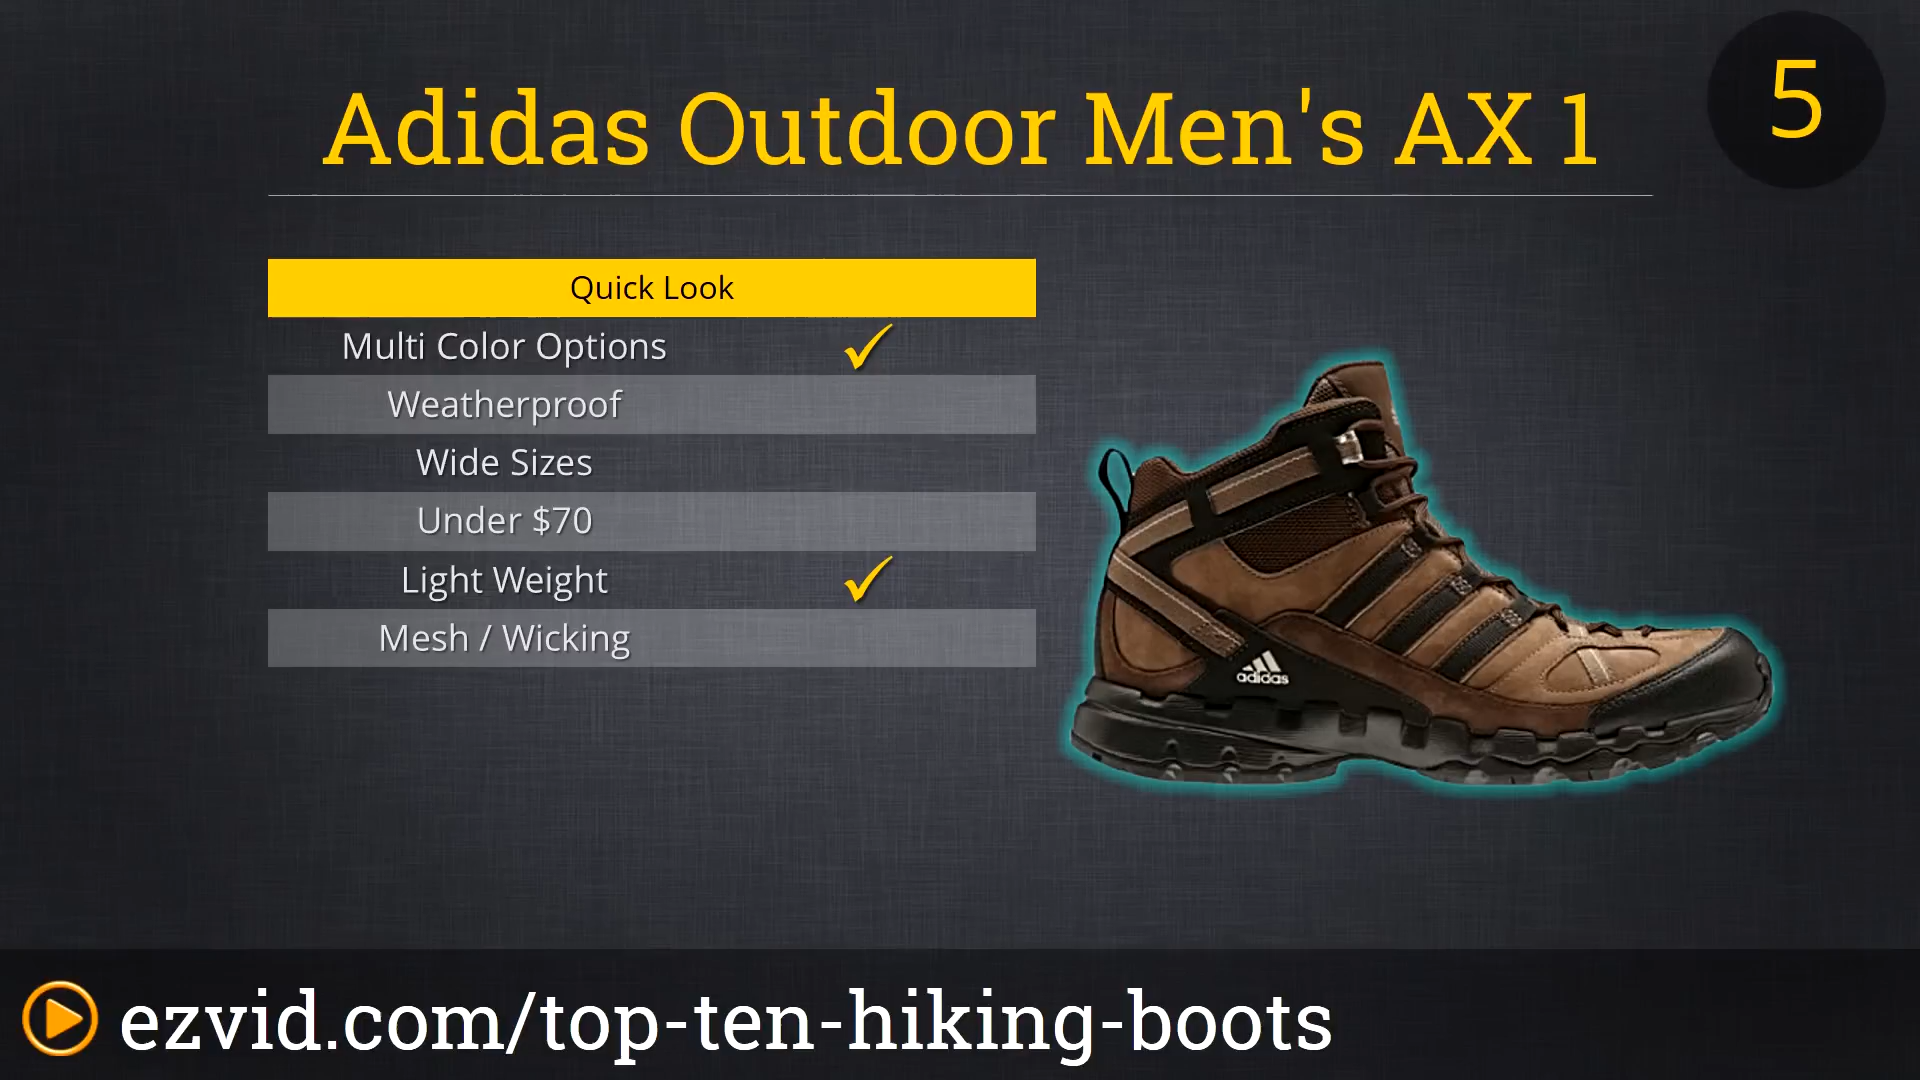 Adidas Outdoor Men's AX 1
5
Quick Look
Multi Color Options
Weatherproof
Wide Sizes
Under $70
Light Weight
Mesh / Wicking
adidas
ezvid.com/top-ten-hiking-boots